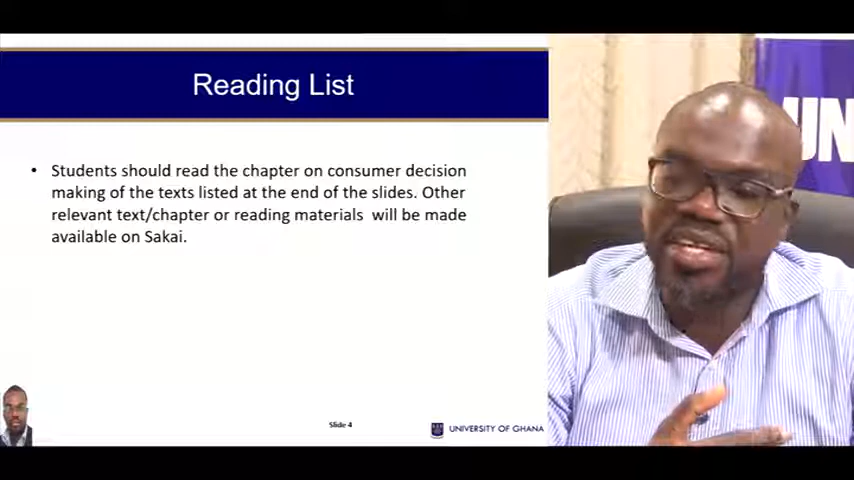 Reading List
• Students should read the chapter on consumer decision
making of the texts listed at the end of the slides. Other
relevant text/chapter or reading materials will be made
available on Sakai.
Slide 4
UNIVERSITY OF GHANA
UN